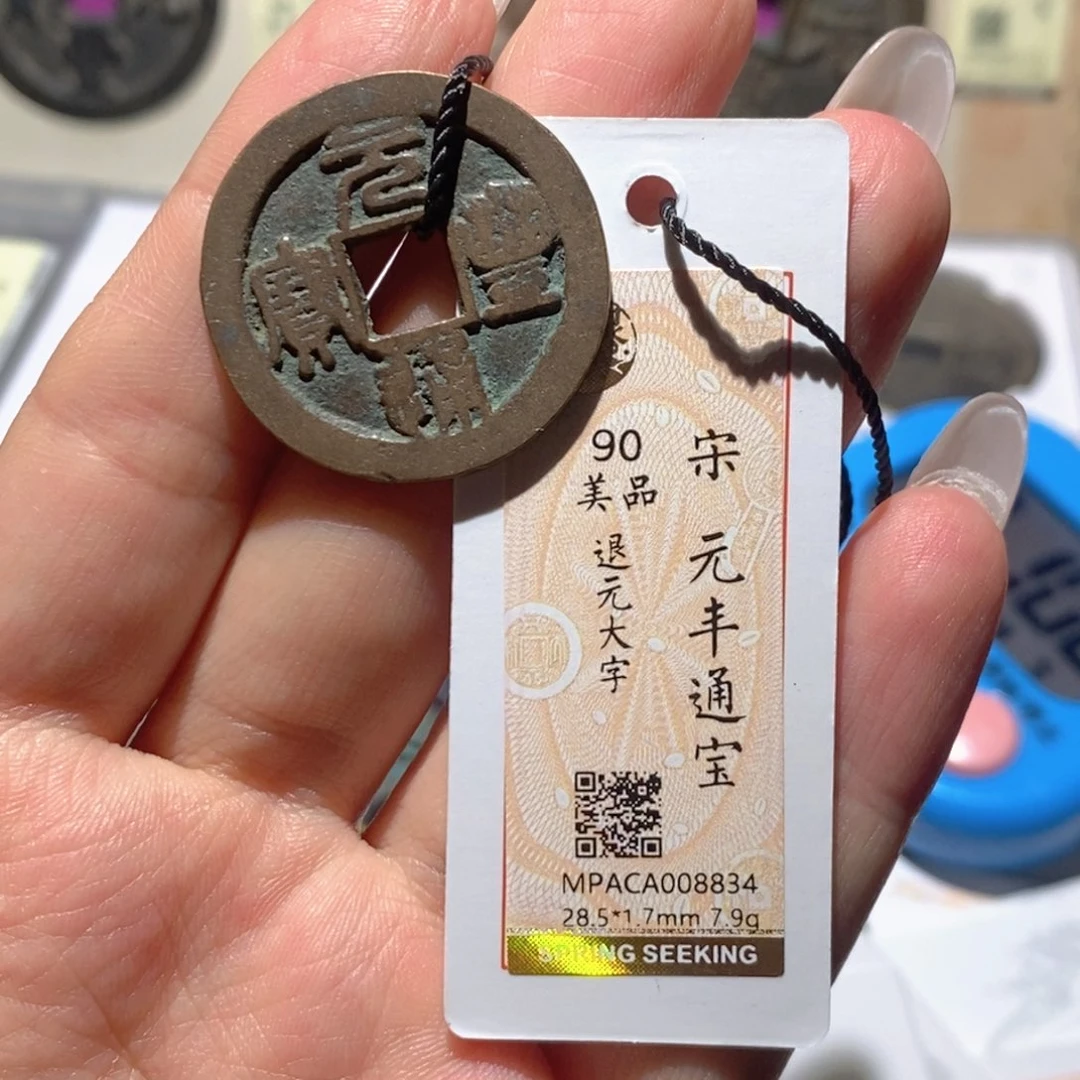 元豐通寶
宋 元丰通宝
90
美品
退元大字
MPACA008834
28.5*1.7mm 7.9g
SPRING SEEKING